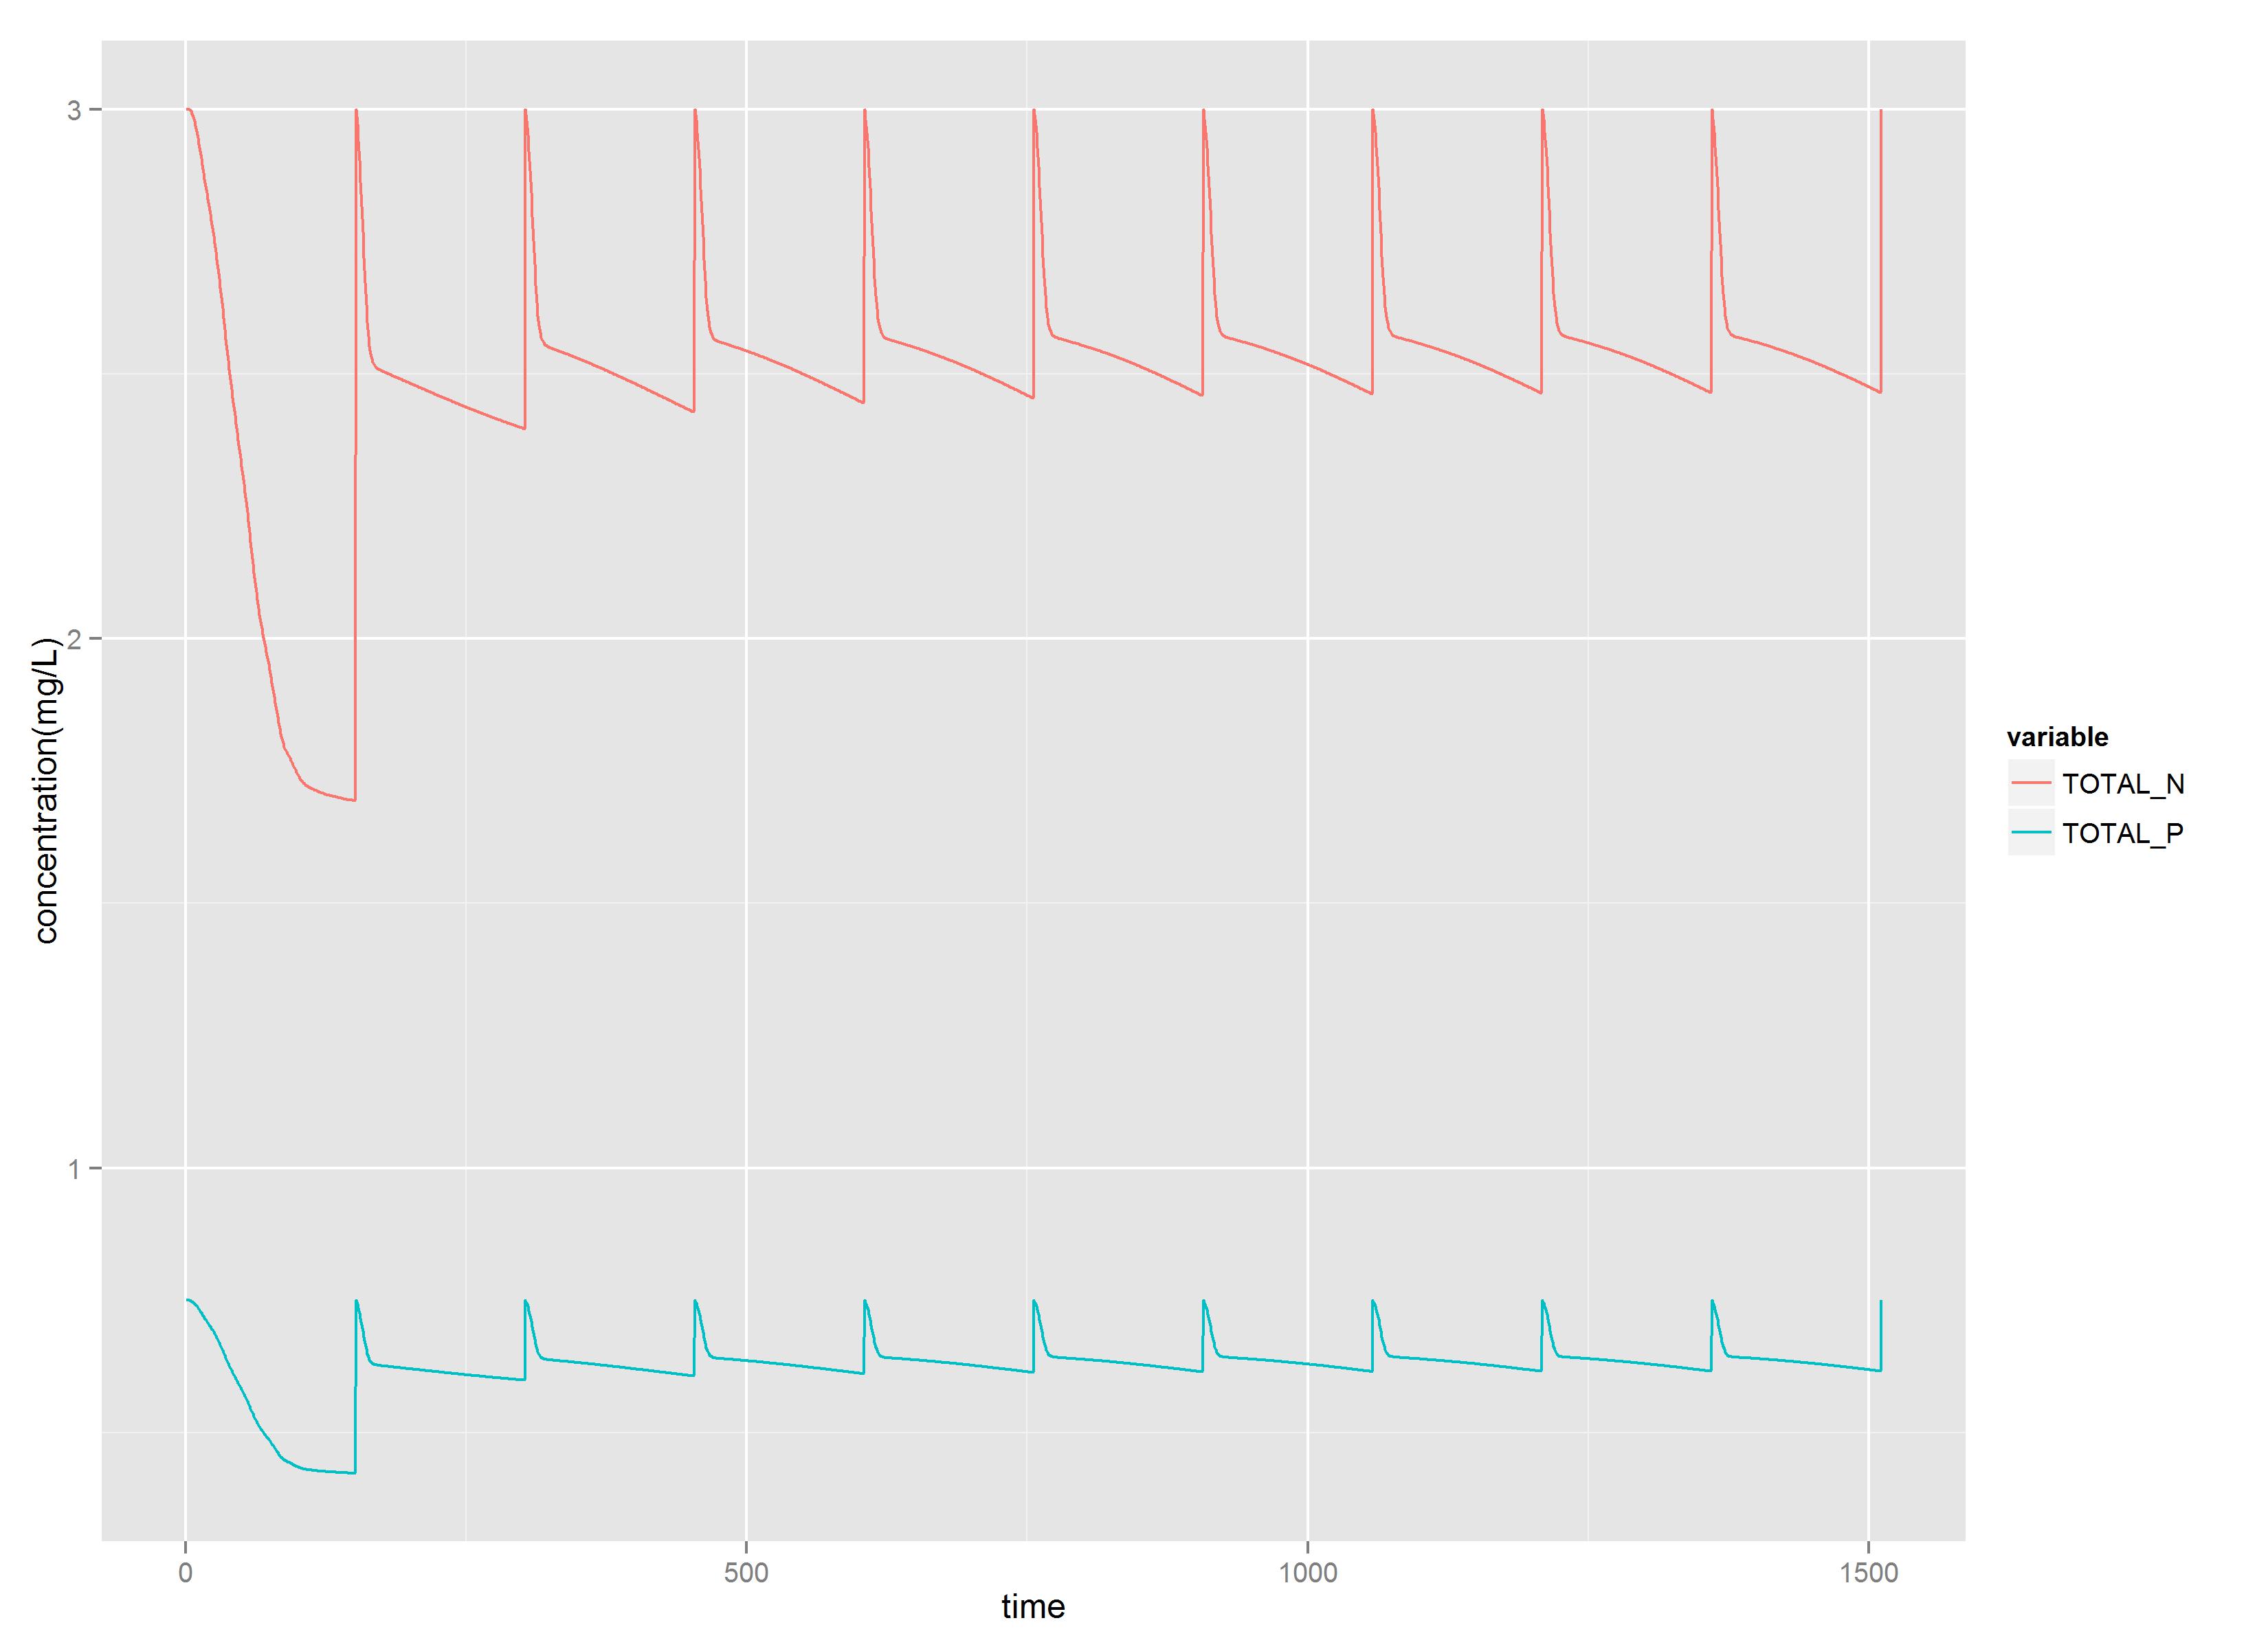 3
2
1
concentration(mg/L)
0 500 1000 1500
time
variable
TOTAL_N
TOTAL_P